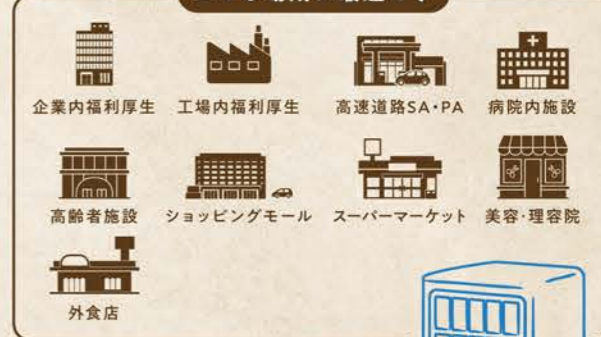 企業内福利厚生
工場内福利厚生
高速道路SA・PA
病院内施設
高齢者施設
ショッピングモール
スーパーマーケット
美容・理容院
外食店